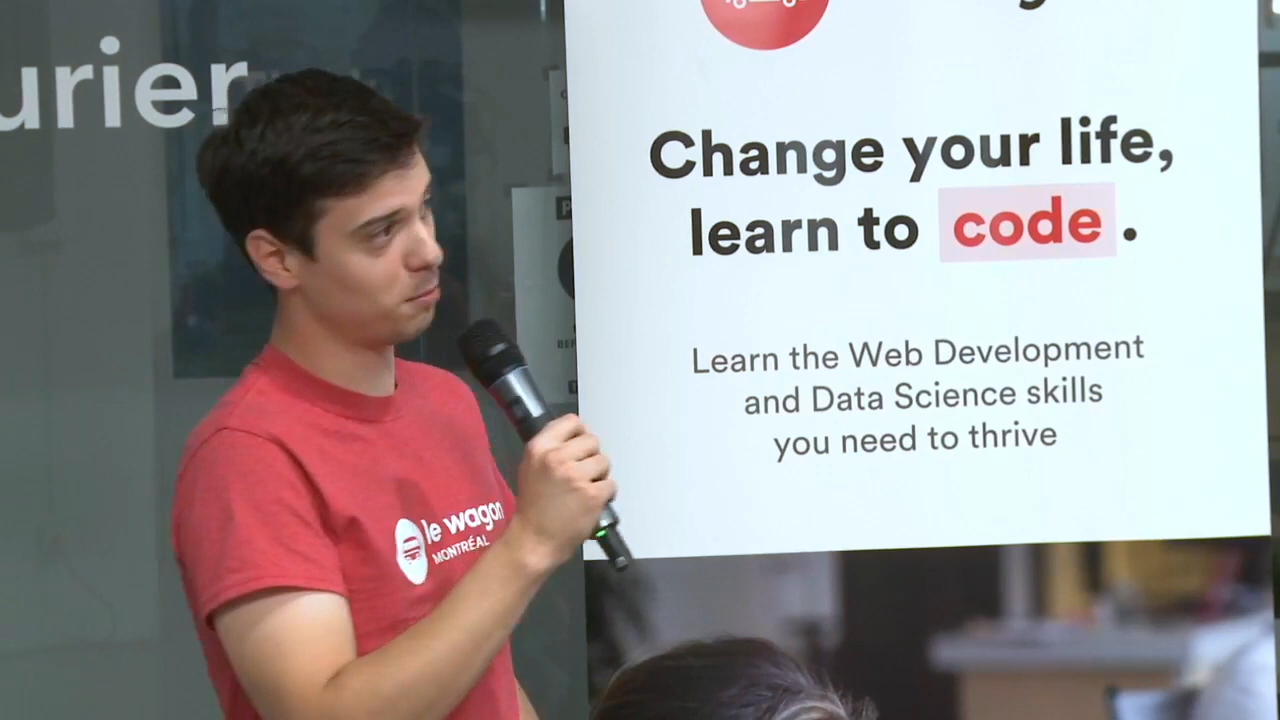 urier
Change your life,
learn to code.
Learn the Web Development
and Data Science skills
you need to thrive
le wagon
MONTRÉAL